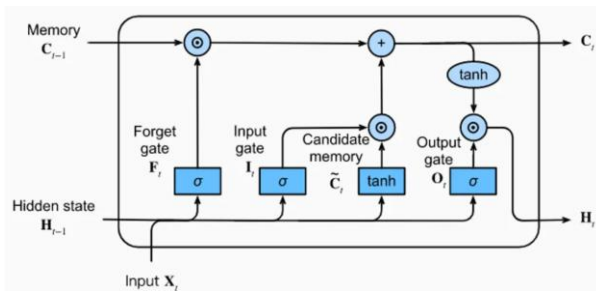 Memory
C_{t-1}
C_t
tanh
Forget
gate
F_t
Input
gate
I_t
Candidate
memory
C̃_t
Output
gate
O_t
σ
σ
tanh
σ
Hidden state
H_{t-1}
H_t
Input X_t